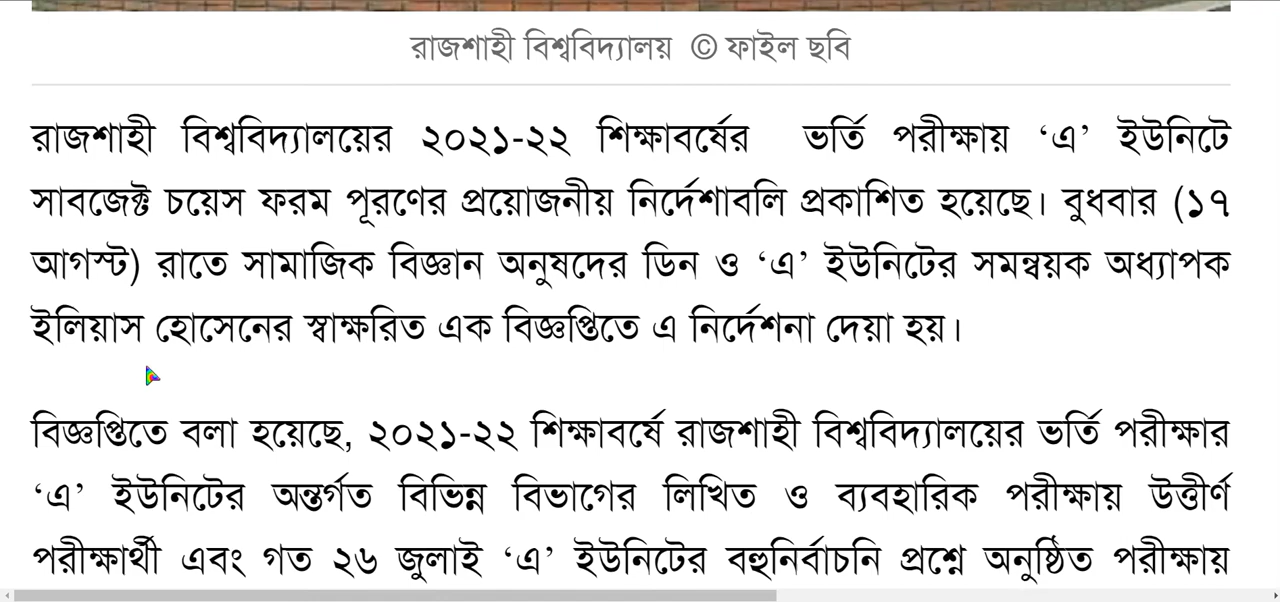 রাজশাহী বিশ্ববিদ্যালয় © ফাইল ছবি
রাজশাহী বিশ্ববিদ্যালয়ের ২০২১-২২ শিক্ষাবর্ষের ভর্তি পরীক্ষায় ‘এ’ ইউনিটে
সাবজেক্ট চয়েস ফরম পূরণের প্রয়োজনীয় নির্দেশাবলি প্রকাশিত হয়েছে। বুধবার (১৭
আগস্ট) রাতে সামাজিক বিজ্ঞান অনুষদের ডিন ও ‘এ’ ইউনিটের সমন্বয়ক অধ্যাপক
ইলিয়াস হোসেনের স্বাক্ষরিত এক বিজ্ঞপ্তিতে এ নির্দেশনা দেয়া হয়।
বিজ্ঞপ্তিতে বলা হয়েছে, ২০২১-২২ শিক্ষাবর্ষে রাজশাহী বিশ্ববিদ্যালয়ের ভর্তি পরীক্ষার
‘এ’ ইউনিটের অন্তর্গত বিভিন্ন বিভাগের লিখিত ও ব্যবহারিক পরীক্ষায় উত্তীর্ণ
পরীক্ষার্থী এবং গত ২৬ জুলাই ‘এ’ ইউনিটের বহুনির্বাচনি প্রশ্নে অনুষ্ঠিত পরীক্ষায়